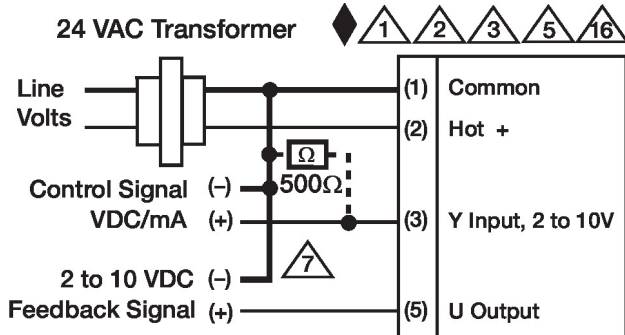 24 VAC Transformer
1 2 3 5 16
Line
Volts
(1) Common
(2) Hot +
Ω
500Ω
Control Signal (-)
VDC/mA (+)
(3) Y Input, 2 to 10V
7
2 to 10 VDC (-)
Feedback Signal (+)
(5) U Output